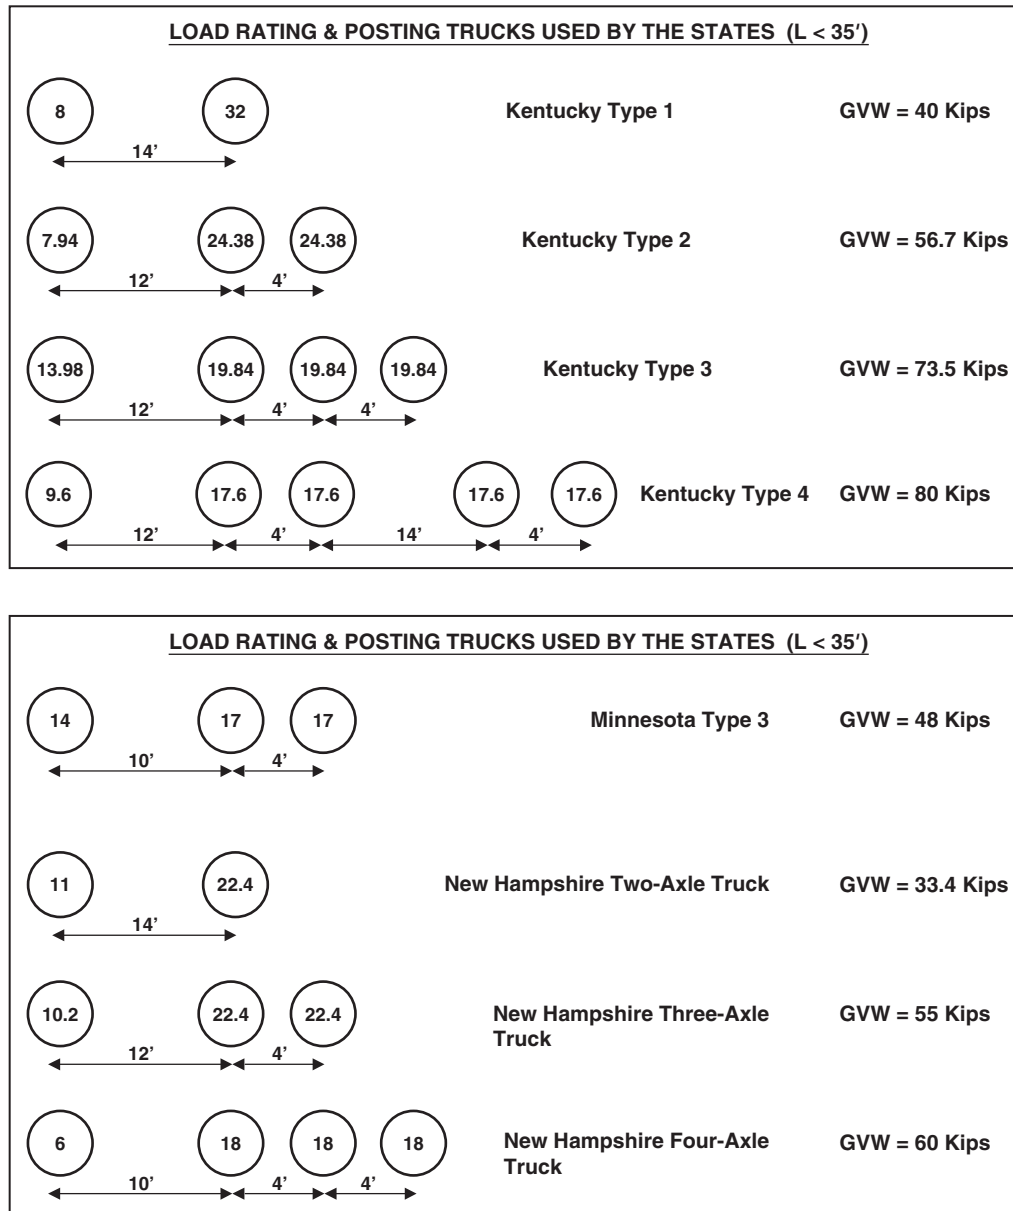 LOAD RATING & POSTING TRUCKS USED BY THE STATES (L < 35′)
8 32 Kentucky Type 1 GVW = 40 Kips
14’
7.94 24.38 24.38 Kentucky Type 2 GVW = 56.7 Kips
12’ 4’
13.98 19.84 19.84 19.84 Kentucky Type 3 GVW = 73.5 Kips
12’ 4’ 4’
9.6 17.6 17.6 17.6 17.6 Kentucky Type 4 GVW = 80 Kips
12’ 4’ 14’ 4’
LOAD RATING & POSTING TRUCKS USED BY THE STATES (L < 35′)
14 17 17 Minnesota Type 3 GVW = 48 Kips
10’ 4’
11 22.4 New Hampshire Two-Axle Truck GVW = 33.4 Kips
14’
10.2 22.4 22.4 New Hampshire Three-Axle GVW = 55 Kips
Truck
12’ 4’
6 18 18 18 New Hampshire Four-Axle GVW = 60 Kips
Truck
10’ 4’ 4’